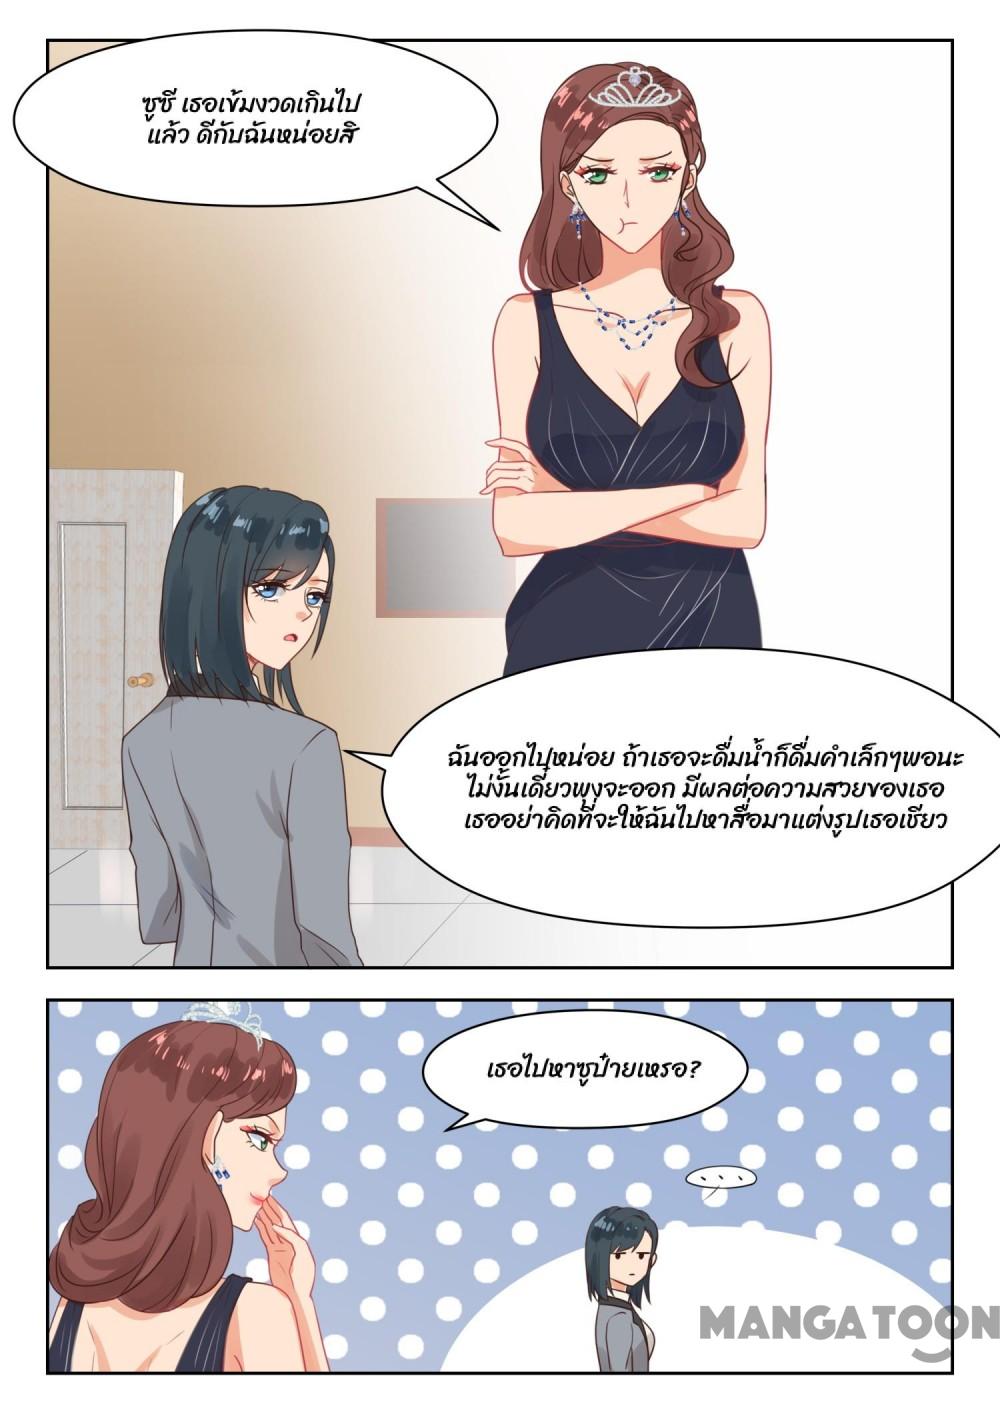 ซูซี เธอเข้มงวดเกินไป
แล้ว ดีกับฉันหน่อยสิ
ฉันออกไปหน่อย ถ้าเธอจะดื่มน้ำก็ดื่มคำเล็กๆพอนะ
ไม่งั้นเดี๋ยวพุงจะออก มีผลต่อความสวยของเธอ
เธออย่าคิดที่จะให้ฉันไปหาสื่อมาแต่งรูปเธอเชียว
เธอไปหาซูป๋ายเหรอ?
....
MANGATOON